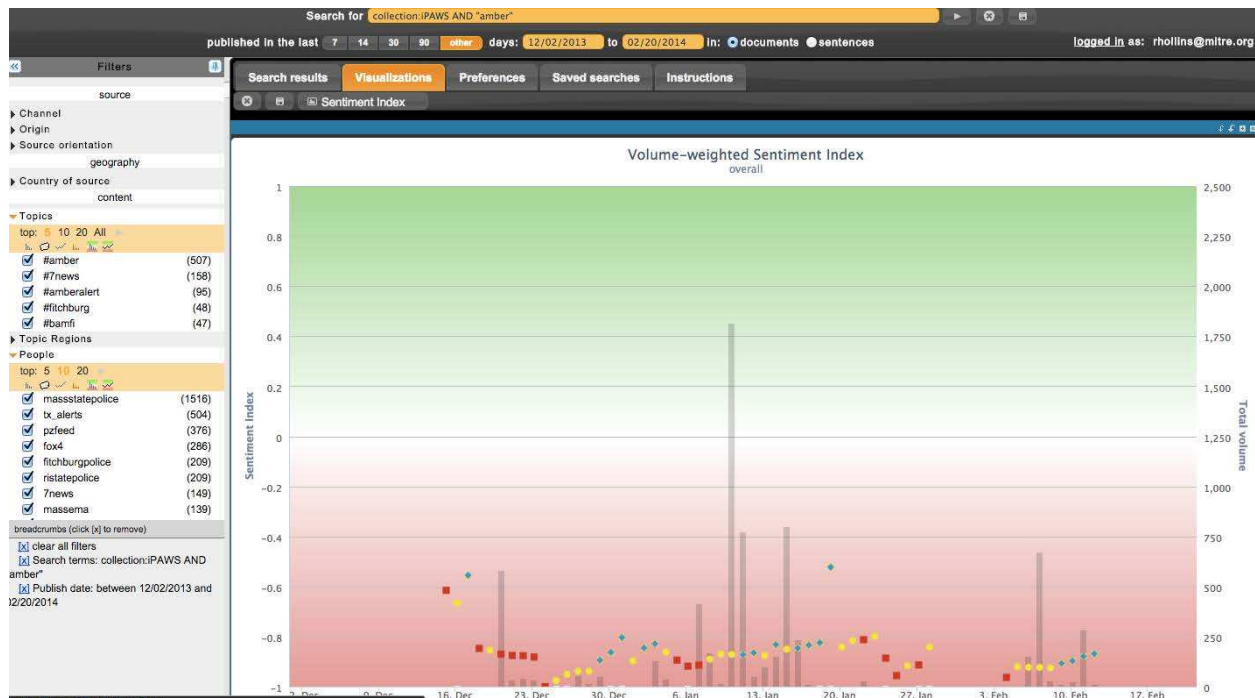 Search for collection:iPAWS AND "amber"
published in the last 7 14 30 90 other days: 12/02/2013 to 02/20/2014 in: documents sentences
logged in as: rhollins@mitre.org
Filters
source
Channel
Origin
Source orientation
geography
Country of source
content
Topics
top: 5 10 20 All
#amber (507)
#7news (158)
#amberalert (95)
#fitchburg (48)
#bamfi (47)
Topic Regions
People
top: 5 10 20
massstatepolice (1516)
tx_alerts (504)
pzfeed (376)
fox4 (286)
fitchburgpolice (209)
ristatepolice (209)
7news (149)
massema (139)
breadcrumbs (click [x] to remove)
[x] clear all filters
[x] Search terms: collection:iPAWS AND
amber"
[x] Publish date: between 12/02/2013 and
02/20/2014
Search results Visualizations Preferences Saved searches Instructions
Sentiment Index
Volume-weighted Sentiment Index
overall
Sentiment Index
1
0.8
0.6
0.4
0.2
0
-0.2
-0.4
-0.6
-0.8
-1
2,500
2,250
2,000
1,750
1,500
1,250
1,000
750
500
250
0
Total volume
2. Dec 9. Dec 16. Dec 23. Dec 30. Dec 6. Jan 13. Jan 20. Jan 27. Jan 3. Feb 10. Feb 17. Feb